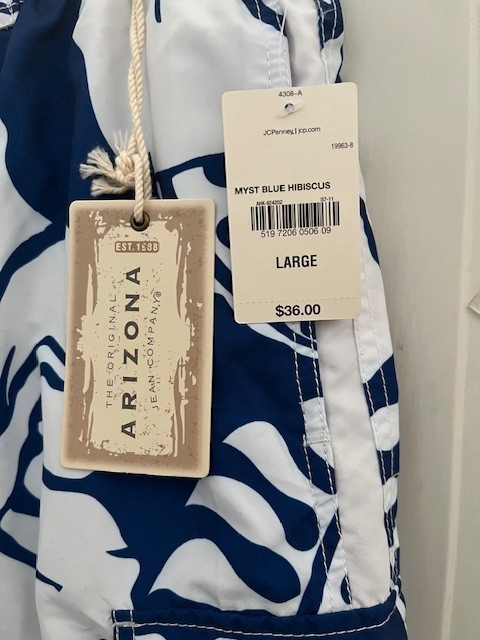 4308-A
JCPenney | jcp.com
19963-8
MYST BLUE HIBISCUS
AHK-824202 07-11
519 7206 0506 09
LARGE
$36.00
EST. 1988
THE ORIGINAL
ARIZONA
JEAN COMPANY®